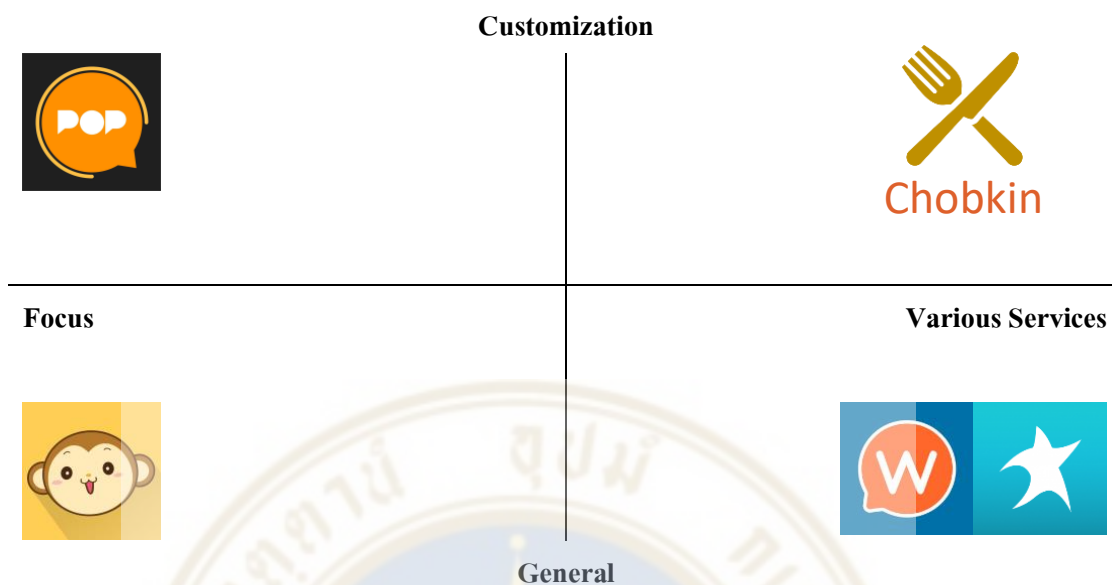 Customization
POP
Chobkin
Focus
Various Services
W
General